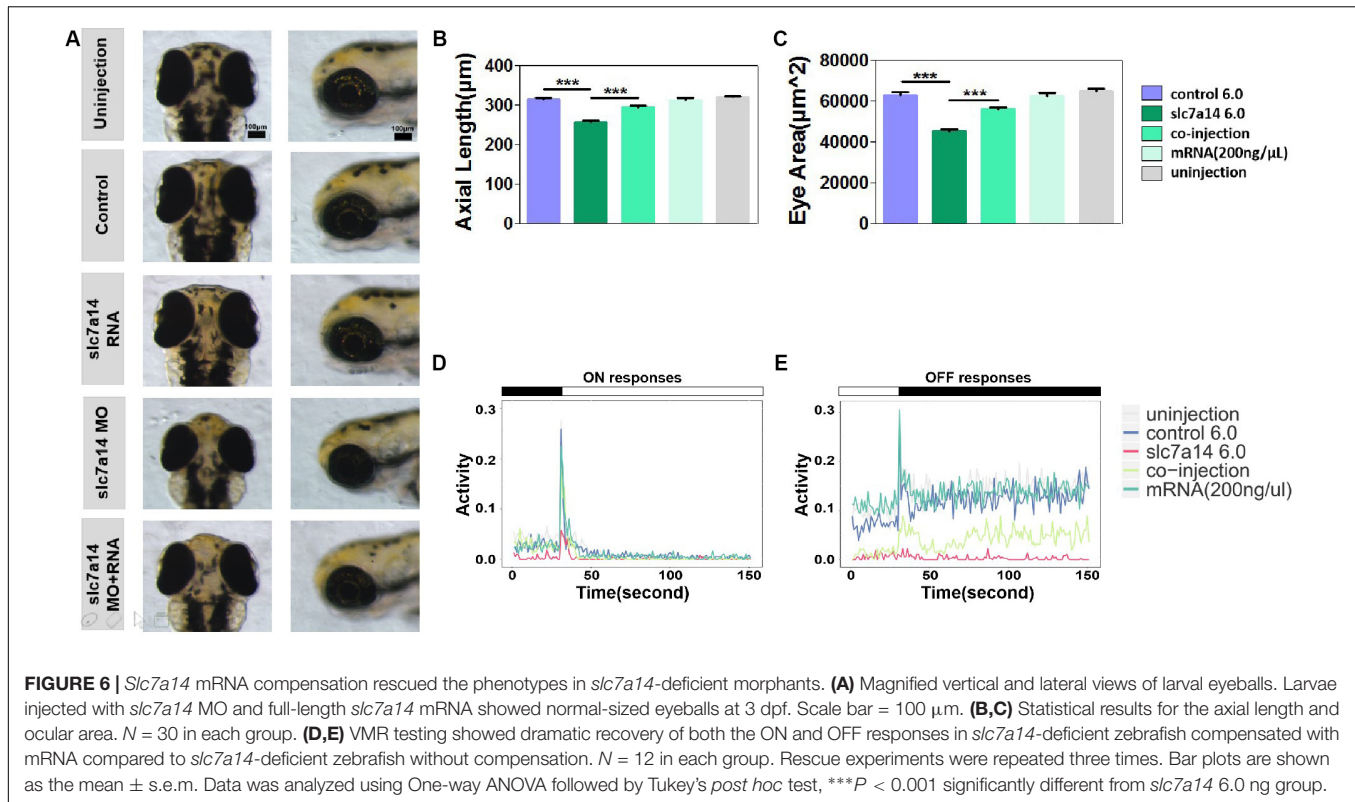 A
Uninjection
100μm
100μm
Control
slc7a14
RNA
slc7a14 MO
slc7a14
MO+RNA
B
***
***
Axial Length(μm)
400
300
200
100
0
C
***
***
Eye Area(μm^2)
80000
60000
40000
20000
0
control 6.0
slc7a14 6.0
co-injection
mRNA(200ng/μL)
uninjection
D
ON responses
Activity
0.3
0.2
0.1
0.0
0
50
100
150
Time(second)
E
OFF responses
Activity
0.3
0.2
0.1
0.0
0
50
100
150
Time(second)
uninjection
control 6.0
slc7a14 6.0
co-injection
mRNA(200ng/ul)
FIGURE 6 | Slc7a14 mRNA compensation rescued the phenotypes in slc7a14-deficient morphants. (A) Magnified vertical and lateral views of larval eyeballs. Larvae
injected with slc7a14 MO and full-length slc7a14 mRNA showed normal-sized eyeballs at 3 dpf. Scale bar = 100 μm. (B,C) Statistical results for the axial length and
ocular area. N = 30 in each group. (D,E) VMR testing showed dramatic recovery of both the ON and OFF responses in slc7a14-deficient zebrafish compensated with
mRNA compared to slc7a14-deficient zebrafish without compensation. N = 12 in each group. Rescue experiments were repeated three times. Bar plots are shown
as the mean ± s.e.m. Data was analyzed using One-way ANOVA followed by Tukey's post hoc test, ***P < 0.001 significantly different from slc7a14 6.0 ng group.